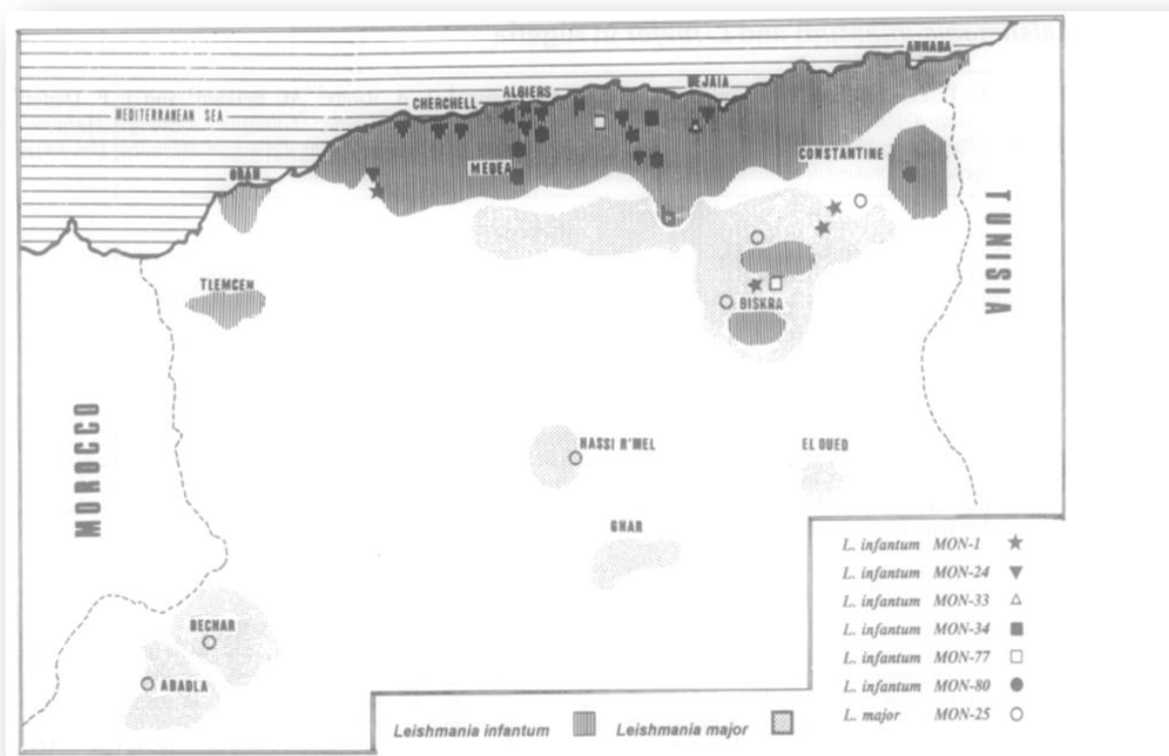 ANNABA
BEJAIA
ALGIERS
CHERCHELL
MEDITERRANEAN SEA
CONSTANTINE
MEDEA
ORAN
TUNISIA
TLEMCEN
BISKRA
MOROCCO
HASSI R'MEL
EL OUED
GHAR
BECHAR
ABADLA
L. infantum MON-1
L. infantum MON-24
L. infantum MON-33
L. infantum MON-34
L. infantum MON-77
L. infantum MON-80
L. major MON-25
Leishmania infantum Leishmania major